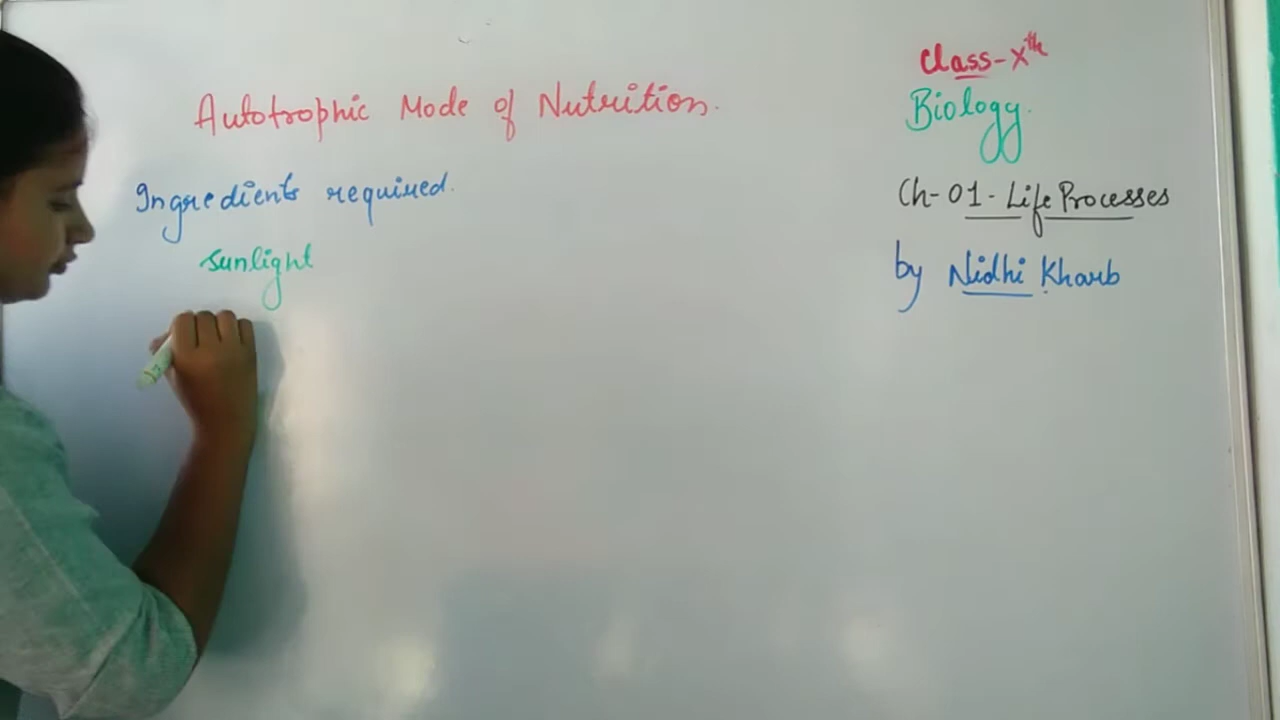 Autotrophic Mode of Nutrition.
Ingredients required.
sunlight
Class-Xth
Biology.
Ch-01-Life Processes
by Nidhi Kharb